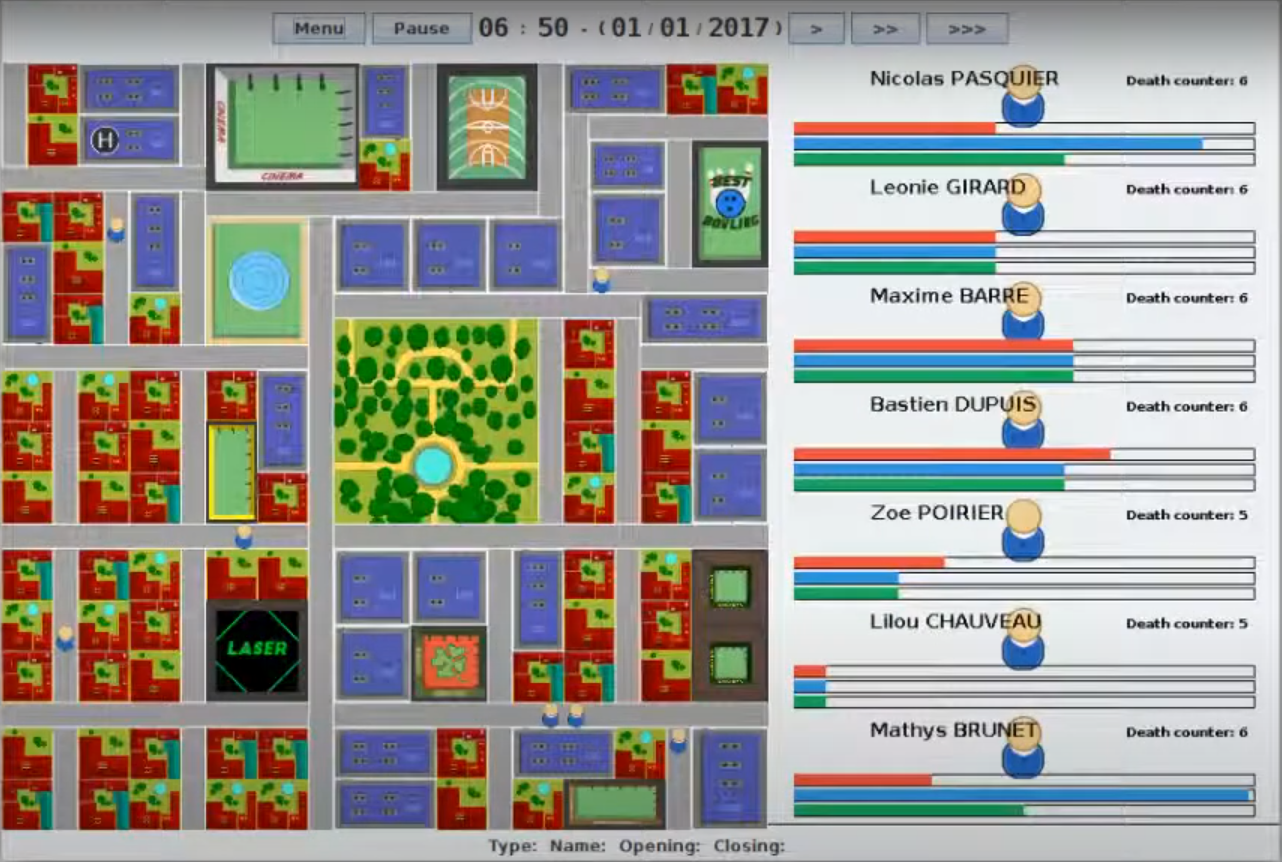 Menu Pause 06 : 50 - (01/01/2017) > >> >>>
Nicolas PASQUIER Death counter: 6
Leonie GIRARD Death counter: 6
Maxime BARRE Death counter: 6
Bastien DUPUIS Death counter: 6
Zoe POIRIER Death counter: 5
Lilou CHAUVEAU Death counter: 5
Mathys BRUNET Death counter: 6
H
CINEMA
CINEMA
BEST
BOWLING
LASER
Type: Name: Opening: Closing: